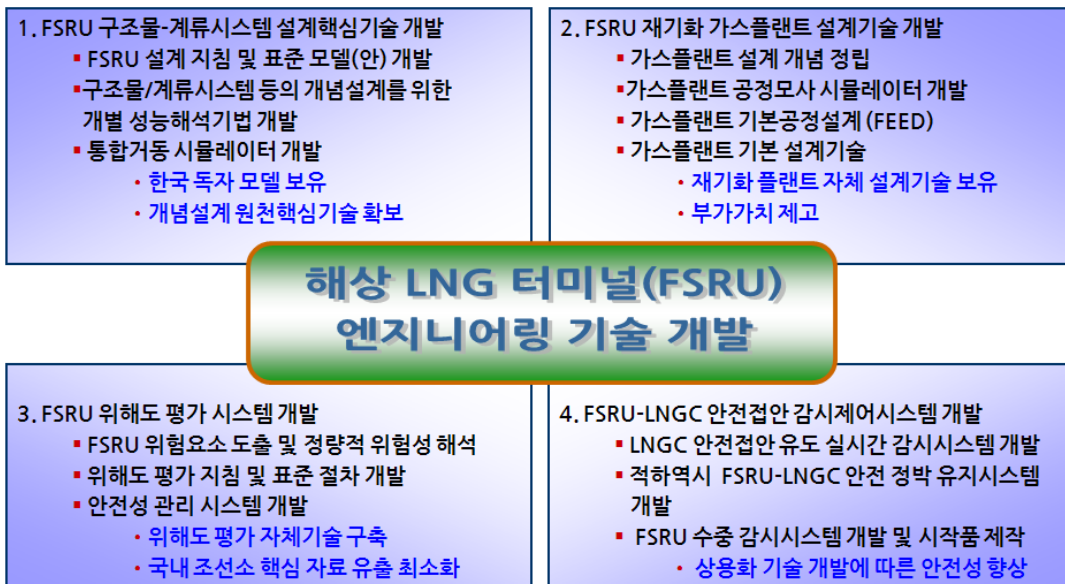 1. FSRU 구조물-계류시스템 설계핵심기술 개발
▪ FSRU 설계 지침 및 표준 모델(안) 개발
▪구조물/계류시스템 등의 개념설계를 위한
개별 성능해석기법 개발
▪ 통합거동 시뮬레이터 개발
• 한국 독자 모델 보유
• 개념설계 원천핵심기술 확보
2. FSRU 재기화 가스플랜트 설계기술 개발
▪ 가스플랜트 설계 개념 정립
▪가스플랜트 공정모사 시뮬레이터 개발
▪ 가스플랜트 기본공정설계 (FEED)
▪ 가스플랜트 기본 설계기술
• 재기화 플랜트 자체 설계기술 보유
• 부가가치 제고
해상 LNG 터미널(FSRU)
엔지니어링 기술 개발
3. FSRU 위해도 평가 시스템 개발
▪ FSRU 위험요소 도출 및 정량적 위험성 해석
▪ 위해도 평가 지침 및 표준 절차 개발
▪ 안전성 관리 시스템 개발
• 위해도 평가 자체기술 구축
• 국내 조선소 핵심 자료 유출 최소화
4. FSRU-LNGC 안전접안 감시제어시스템 개발
▪ LNGC 안전접안 유도 실시간 감시시스템 개발
▪ 적하역시 FSRU-LNGC 안전 정박 유지시스템
개발
▪ FSRU 수중 감시시스템 개발 및 시작품 제작
• 상용화 기술 개발에 따른 안전성 향상